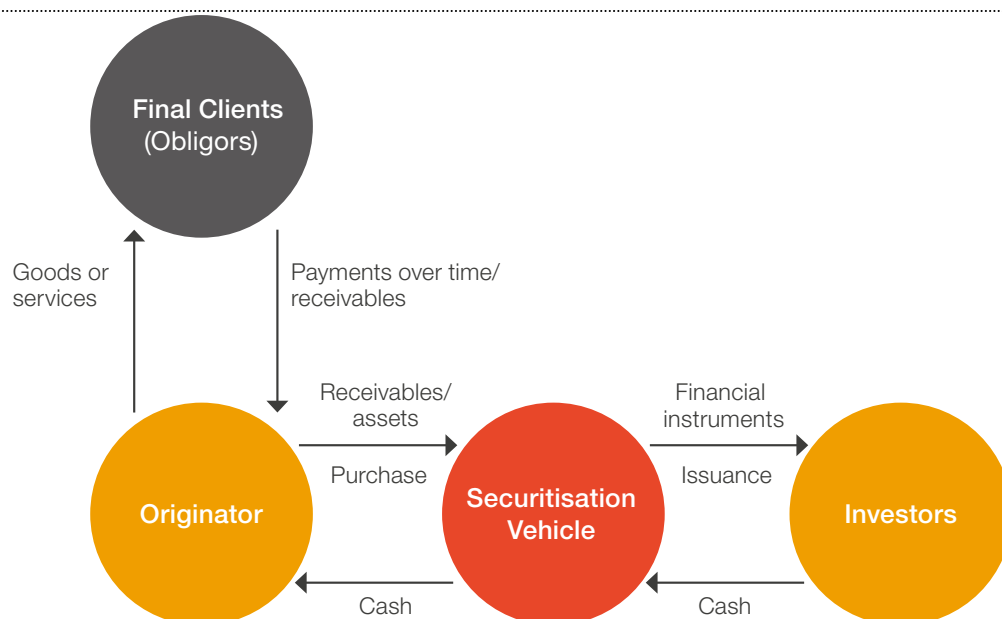 Final Clients
(Obligors)
Goods or
services
Payments over time/
receivables
Receivables/
assets
Purchase
Financial
instruments
Issuance
Originator
Securitisation
Vehicle
Investors
Cash
Cash